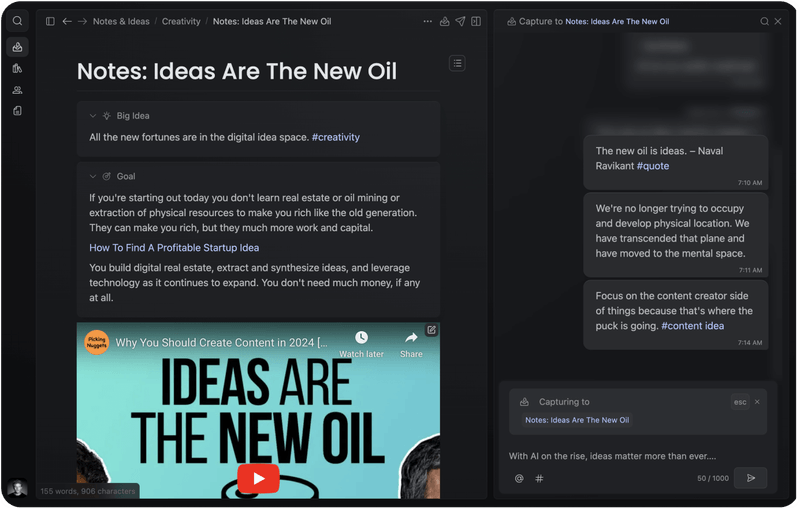 Notes & Ideas / Creativity / Notes: Ideas Are The New Oil
Notes: Ideas Are The New Oil
Big Idea
All the new fortunes are in the digital idea space. #creativity
Goal
If you're starting out today you don't learn real estate or oil mining or
extraction of physical resources to make you rich like the old generation.
They can make you rich, but they much more work and capital.
How To Find A Profitable Startup Idea
You build digital real estate, extract and synthesize ideas, and leverage
technology as it continues to expand. You don't need much money, if any
at all.
Picking
Nuggets
Why You Should Create Content in 2024 [...
Watch later
Share
IDEAS ARE
THE NEW OIL
155 words, 906 characters
Capture to Notes: Ideas Are The New Oil
The new oil is ideas. – Naval
Ravikant #quote
7:10 AM
We're no longer trying to occupy
and develop physical location. We
have transcended that plane and
have moved to the mental space.
7:11 AM
Focus on the content creator side
of things because that's where the
puck is going. #content idea
7:14 AM
Capturing to
esc
Notes: Ideas Are The New Oil
With AI on the rise, ideas matter more than ever....
@ #
50 / 1000